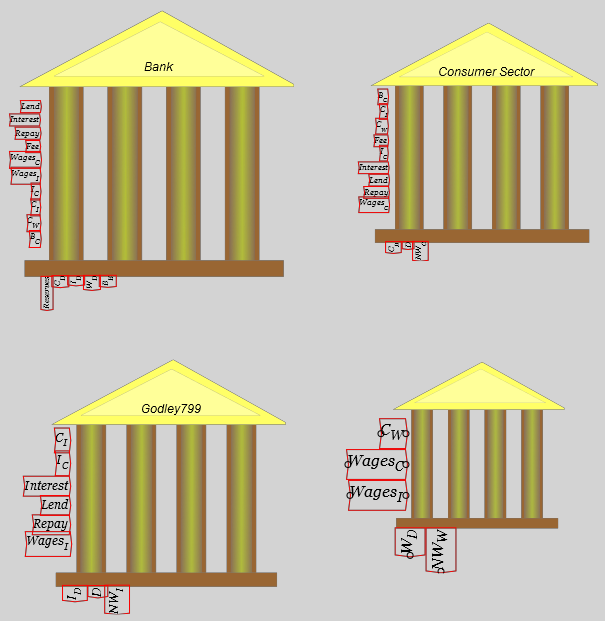 Bank
Lend
Interest
Repay
Fee
Wages_C
Wages_I
I_C
C_I
C_W
B_C
Reserves
C_D
I_D
W_D
B_E
Consumer Sector
B_C
C_I
C_W
Fee
I_C
Interest
Lend
Repay
Wages_C
C_D
D
NW_C
Godley799
C_I
I_C
Interest
Lend
Repay
Wages_I
I_D
D
NW_I
C_W
Wages_C
Wages_I
W_D
NW_W